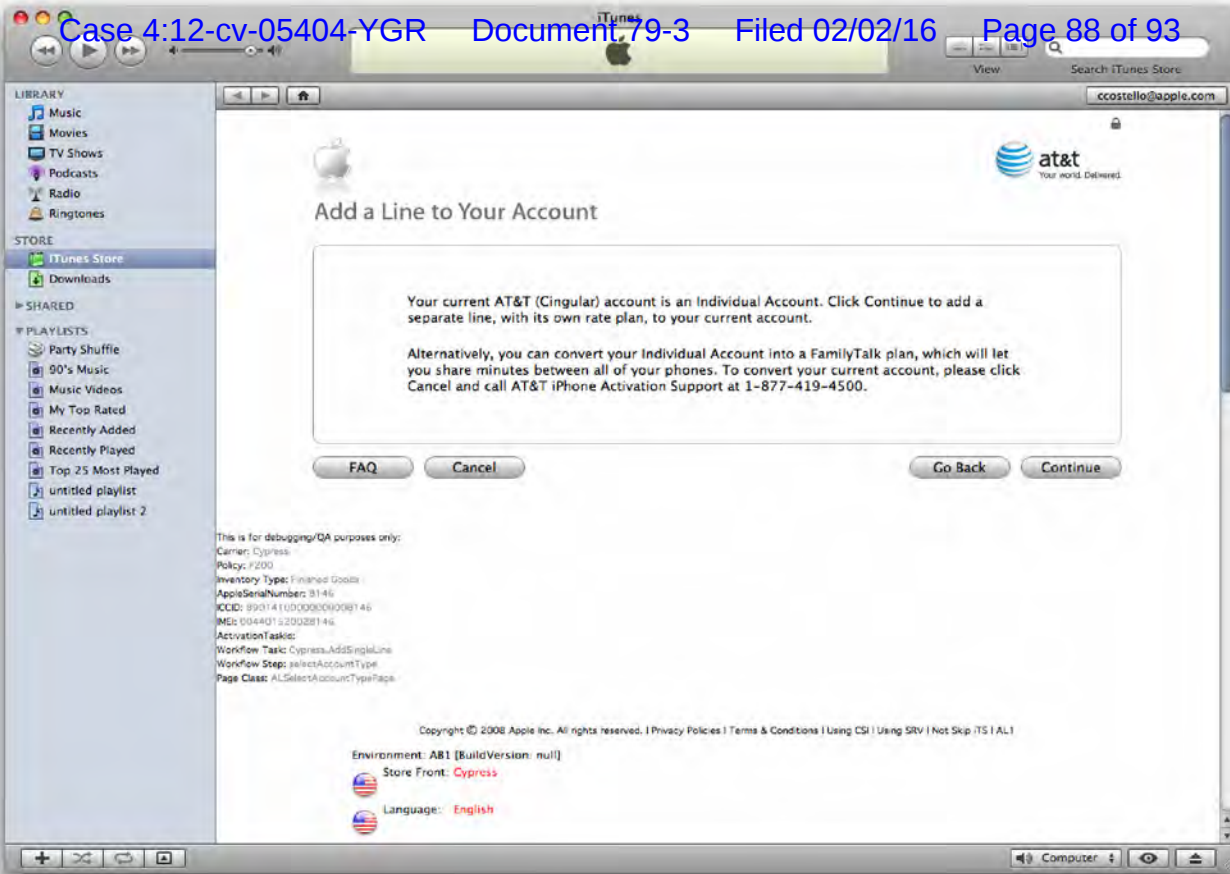 iTunes
Case 4:12-cv-05404-YGR Document 79-3 Filed 02/02/16 Page 88 of 93
View
Search iTunes Store
LIBRARY
Music
Movies
TV Shows
Podcasts
Radio
Ringtones
STORE
iTunes Store
Downloads
SHARED
PLAYLISTS
Party Shuffle
90's Music
Music Videos
My Top Rated
Recently Added
Recently Played
Top 25 Most Played
untitled playlist
untitled playlist 2
ccostello@apple.com
at&t
Your world. Delivered.
Add a Line to Your Account
Your current AT&T (Cingular) account is an Individual Account. Click Continue to add a
separate line, with its own rate plan, to your current account.
Alternatively, you can convert your Individual Account into a FamilyTalk plan, which will let
you share minutes between all of your phones. To convert your current account, please click
Cancel and call AT&T iPhone Activation Support at 1-877-419-4500.
FAQ
Cancel
Go Back
Continue
This is for debugging/QA purposes only:
Carrier: Cypress
Policy: F200
Inventory Type: Finished Goods
AppleSerialNumber: 8146
ICCID:
IMEI: 004401520028146
ActivationTaskId:
Workflow Task: Cypress.AddSingleLine
Workflow Step: selectAccountType
Page Class: ALSelectAccountTypePage
Copyright © 2008 Apple Inc. All rights reserved. | Privacy Policies | Terms & Conditions | Using CSI | Using SRV | Not Skip iTS | AL1
Environment: AB1 [BuildVersion: null]
Store Front: Cypress
Language: English
Computer